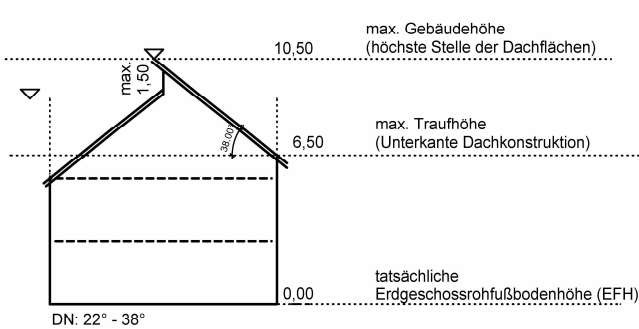 max. Gebäudehöhe
10,50
(höchste Stelle der Dachflächen)
max.
1,50
38.00°
max. Traufhöhe
6,50
(Unterkante Dachkonstruktion)
tatsächliche
0,00
Erdgeschossrohfußbodenhöhe (EFH)
DN: 22° - 38°